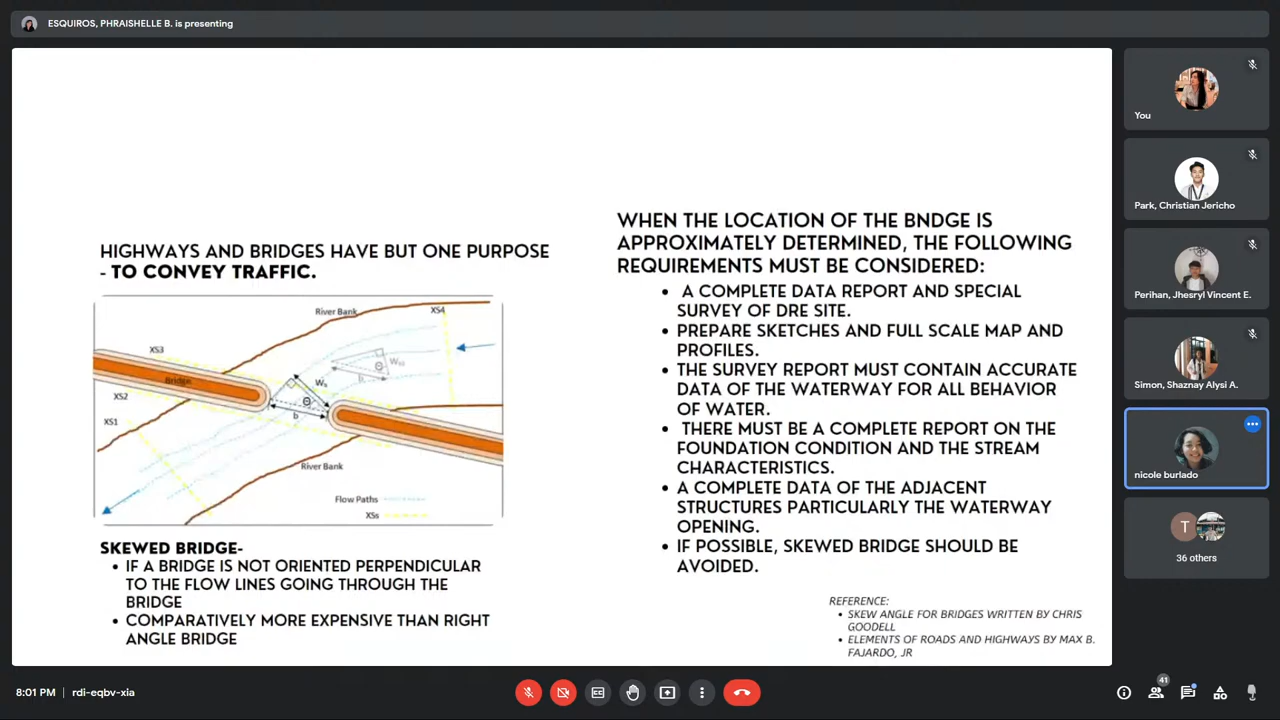 ESQUIROS, PHRAISHELLE B. is presenting
HIGHWAYS AND BRIDGES HAVE BUT ONE PURPOSE
- TO CONVEY TRAFFIC.
River Bank
XS4
XS3
Bridge
W
Θ
b
Ws
Θ
b
XS2
XS1
River Bank
Flow Paths
XSs
SKEWED BRIDGE-
• IF A BRIDGE IS NOT ORIENTED PERPENDICULAR
TO THE FLOW LINES GOING THROUGH THE
BRIDGE
• COMPARATIVELY MORE EXPENSIVE THAN RIGHT
ANGLE BRIDGE
WHEN THE LOCATION OF THE BNDGE IS
APPROXIMATELY DETERMINED, THE FOLLOWING
REQUIREMENTS MUST BE CONSIDERED:
• A COMPLETE DATA REPORT AND SPECIAL
SURVEY OF DRE SITE.
• PREPARE SKETCHES AND FULL SCALE MAP AND
PROFILES.
• THE SURVEY REPORT MUST CONTAIN ACCURATE
DATA OF THE WATERWAY FOR ALL BEHAVIOR
OF WATER.
• THERE MUST BE A COMPLETE REPORT ON THE
FOUNDATION CONDITION AND THE STREAM
CHARACTERISTICS.
• A COMPLETE DATA OF THE ADJACENT
STRUCTURES PARTICULARLY THE WATERWAY
OPENING.
• IF POSSIBLE, SKEWED BRIDGE SHOULD BE
AVOIDED.
REFERENCE:
• SKEW ANGLE FOR BRIDGES WRITTEN BY CHRIS
GOODELL
• ELEMENTS OF ROADS AND HIGHWAYS BY MAX B.
FAJARDO, JR
You
Park, Christian Jericho
Perihan, Jhesryl Vincent E.
Simon, Shaznay Alysi A.
nicole burlado
T
36 others
8:01 PM | rdi-eqbv-xia
41